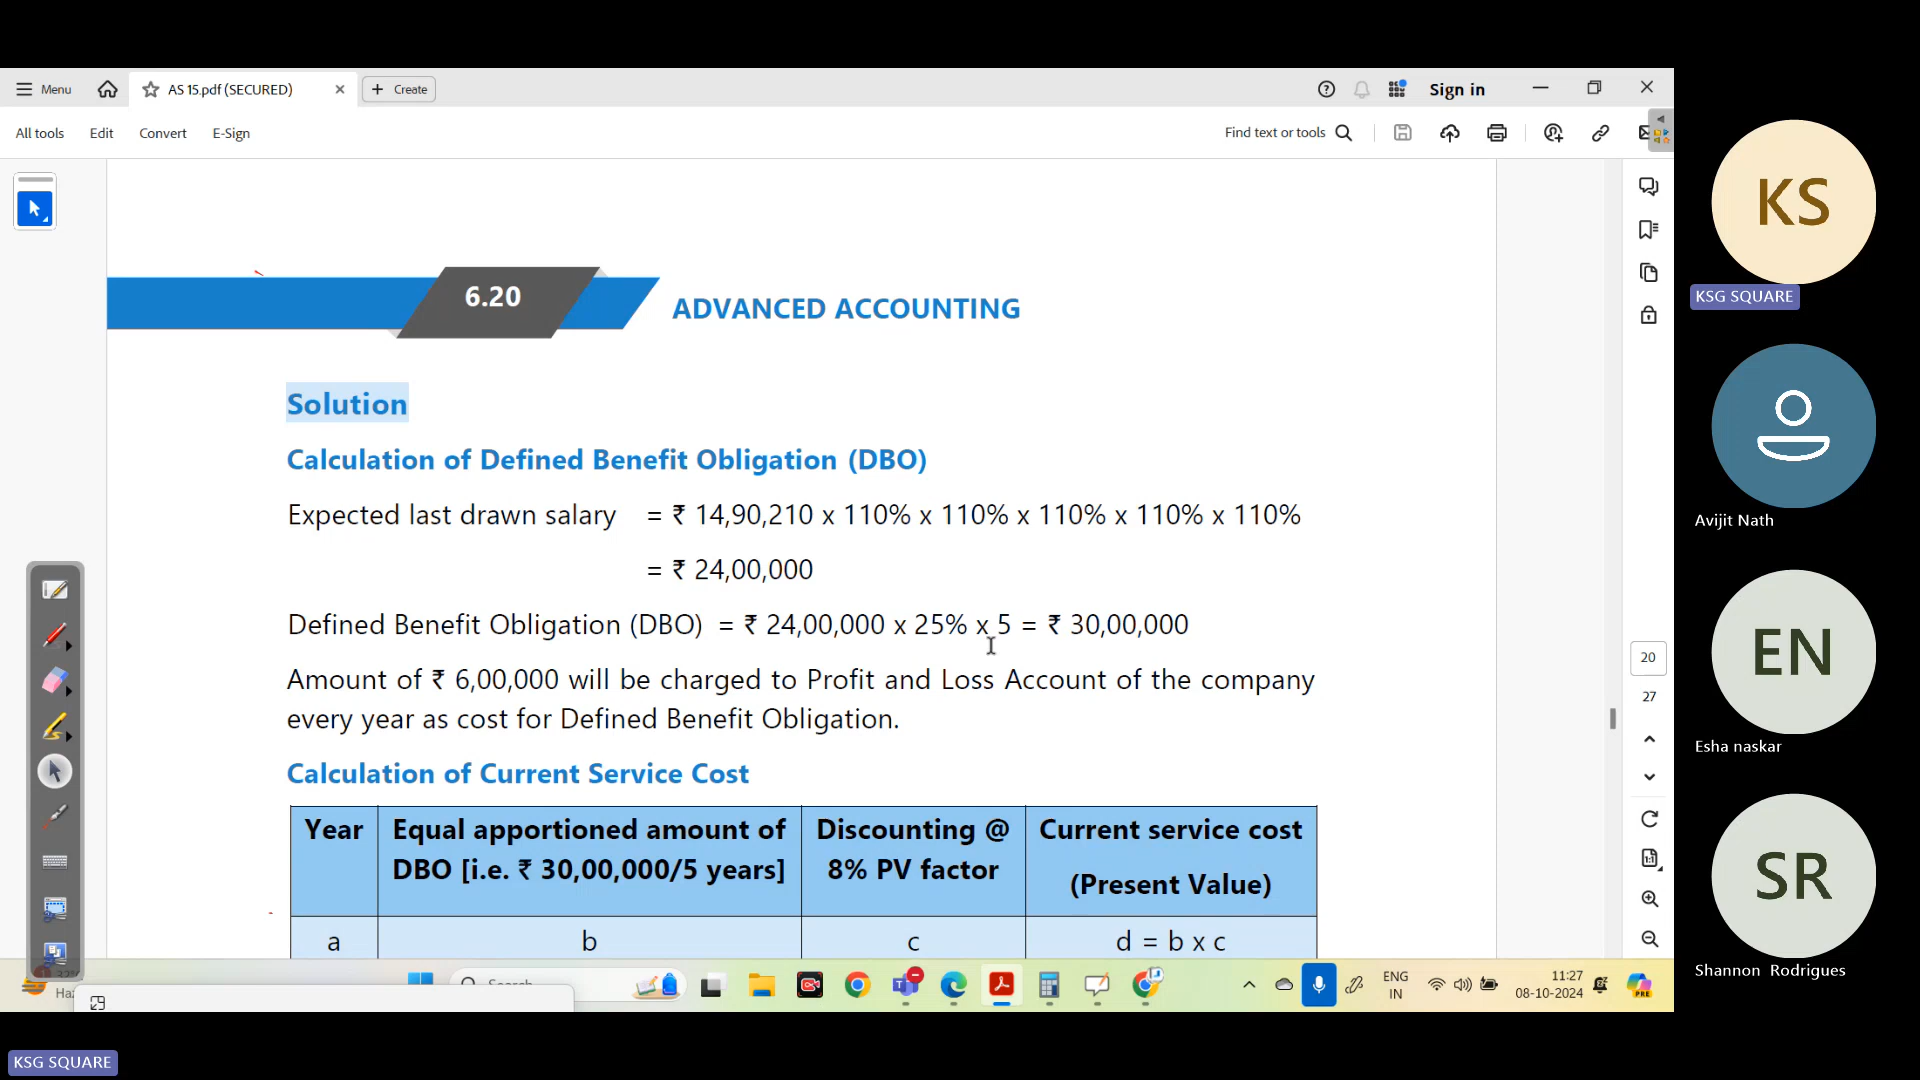 Menu
AS 15.pdf (SECURED)
Create
Sign in
All tools
Edit
Convert
E-Sign
Find text or tools
6.20
ADVANCED ACCOUNTING
Solution
Calculation of Defined Benefit Obligation (DBO)
Expected last drawn salary = ₹ 14,90,210 x 110% x 110% x 110% x 110% x 110%
= ₹ 24,00,000
Defined Benefit Obligation (DBO) = ₹ 24,00,000 x 25% x 5 = ₹ 30,00,000
Amount of ₹ 6,00,000 will be charged to Profit and Loss Account of the company
every year as cost for Defined Benefit Obligation.
Calculation of Current Service Cost
Year
Equal apportioned amount of
DBO [i.e. ₹ 30,00,000/5 years]
Discounting @
8% PV factor
Current service cost
(Present Value)
a
b
c
d = b x c
20
27
KS
KSG SQUARE
Avijit Nath
EN
Esha naskar
SR
Shannon Rodrigues
Search
ENG
IN
11:27
08-10-2024
PRE
KSG SQUARE